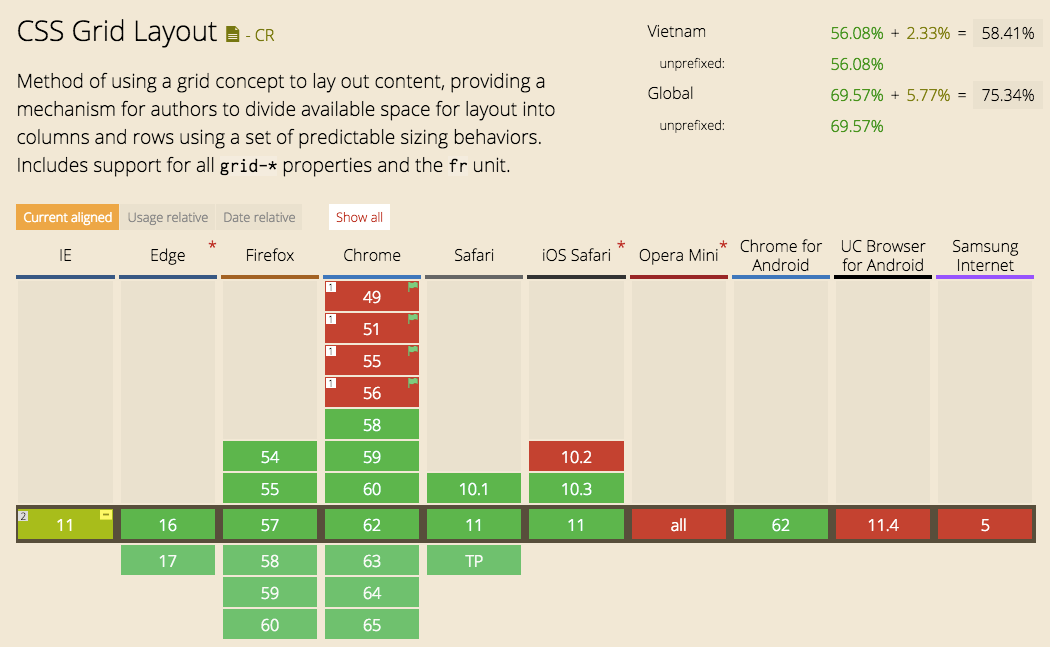 CSS Grid Layout - CR
Method of using a grid concept to lay out content, providing a
mechanism for authors to divide available space for layout into
columns and rows using a set of predictable sizing behaviors.
Includes support for all grid-* properties and the fr unit.
Vietnam 56.08% + 2.33% = 58.41%
unprefixed: 56.08%
Global 69.57% + 5.77% = 75.34%
unprefixed: 69.57%
Current aligned Usage relative Date relative Show all
IE Edge * Firefox Chrome Safari iOS Safari * Opera Mini * Chrome for Android UC Browser for Android Samsung Internet
1 49
1 51
1 55
1 56
58
54 59 10.2
55 60 10.1 10.3
2 11 16 57 62 11 11 all 62 11.4 5
17 58 63 TP
59 64
60 65